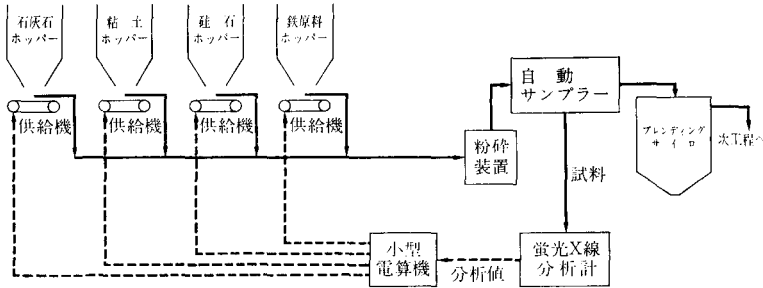 石灰石
ホッパー
粘土
ホッパー
硅石
ホッパー
鉄原料
ホッパー
供給機
供給機
供給機
供給機
粉砕
装置
自動
サンプラー
ブレンディング
サイロ
次工程へ
試料
小型
電算機
分析値
蛍光X線
分析計